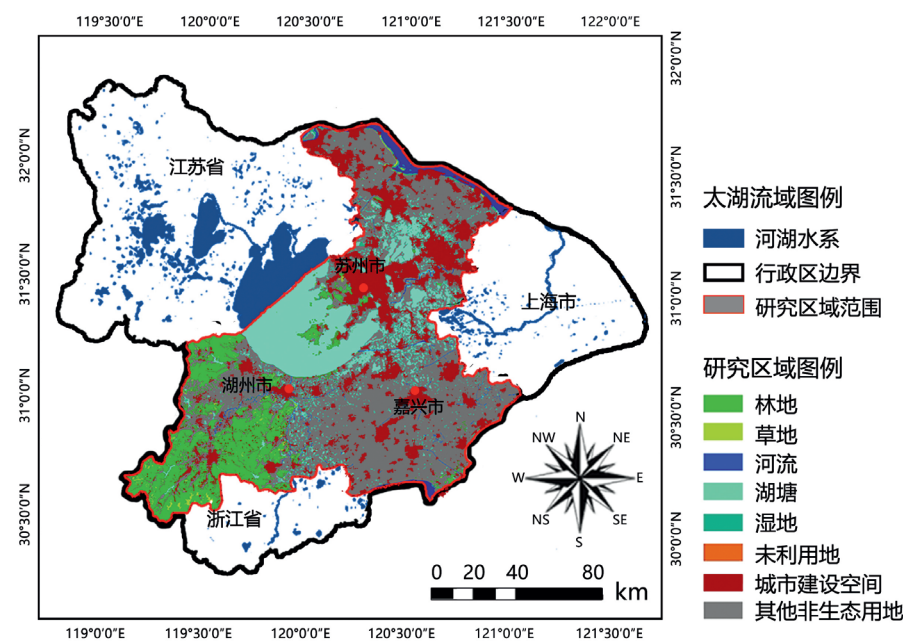 119°30′0″E 120°0′0″E 120°30′0″E 121°0′0″E 121°30′0″E 122°0′0″E
32°0′0″N
31°30′0″N
31°0′0″N
30°30′0″N
32°0′0″N
31°30′0″N
31°0′0″N
30°30′0″N
30°0′0″N
江苏省
苏州市
上海市
湖州市
嘉兴市
浙江省
N
NW NE
W E
NS SE
S
0 20 40 80 km
119°0′0″E 119°30′0″E 120°0′0″E 120°30′0″E 121°0′0″E 121°30′0″E
太湖流域图例
河湖水系
行政区边界
研究区域范围
研究区域图例
林地
草地
河流
湖塘
湿地
未利用地
城市建设空间
其他非生态用地